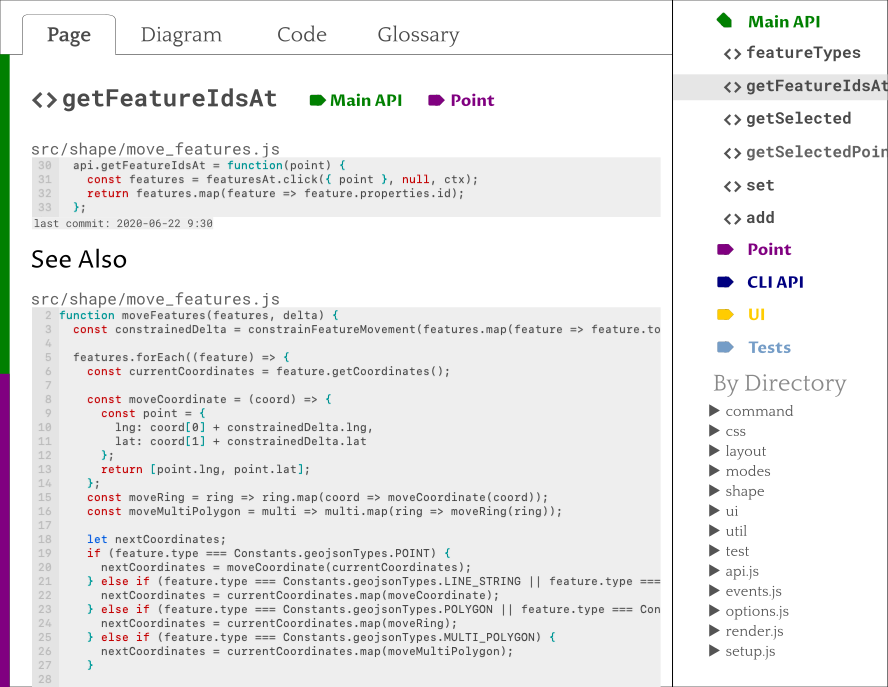 Page Diagram Code Glossary
<> getFeatureIdsAt Main API Point
src/shape/move_features.js
30 api.getFeatureIdsAt = function(point) {
31 const features = featuresAt.click({ point }, null, ctx);
32 return features.map(feature => feature.properties.id);
33 };
last commit: 2020-06-22 9:30
See Also
src/shape/move_features.js
2 function moveFeatures(features, delta) {
3 const constrainedDelta = constrainFeatureMovement(features.map(feature => feature.to
4
5 features.forEach((feature) => {
6 const currentCoordinates = feature.getCoordinates();
7
8 const moveCoordinate = (coord) => {
9 const point = {
10 lng: coord[0] + constrainedDelta.lng,
11 lat: coord[1] + constrainedDelta.lat
12 };
13 return [point.lng, point.lat];
14 };
15 const moveRing = ring => ring.map(coord => moveCoordinate(coord));
16 const moveMultiPolygon = multi => multi.map(ring => moveRing(ring));
17
18 let nextCoordinates;
19 if (feature.type === Constants.geojsonTypes.POINT) {
20 nextCoordinates = moveCoordinate(currentCoordinates);
21 } else if (feature.type === Constants.geojsonTypes.LINE_STRING || feature.type ===
22 nextCoordinates = currentCoordinates.map(moveCoordinate);
23 } else if (feature.type === Constants.geojsonTypes.POLYGON || feature.type === Con
24 nextCoordinates = currentCoordinates.map(moveRing);
25 } else if (feature.type === Constants.geojsonTypes.MULTI_POLYGON) {
26 nextCoordinates = currentCoordinates.map(moveMultiPolygon);
27 }
28
Main API
<> featureTypes
<> getFeatureIdsAt
<> getSelected
<> getSelectedPoin
<> set
<> add
Point
CLI API
UI
Tests
By Directory
command
css
layout
modes
shape
ui
util
test
api.js
events.js
options.js
render.js
setup.js